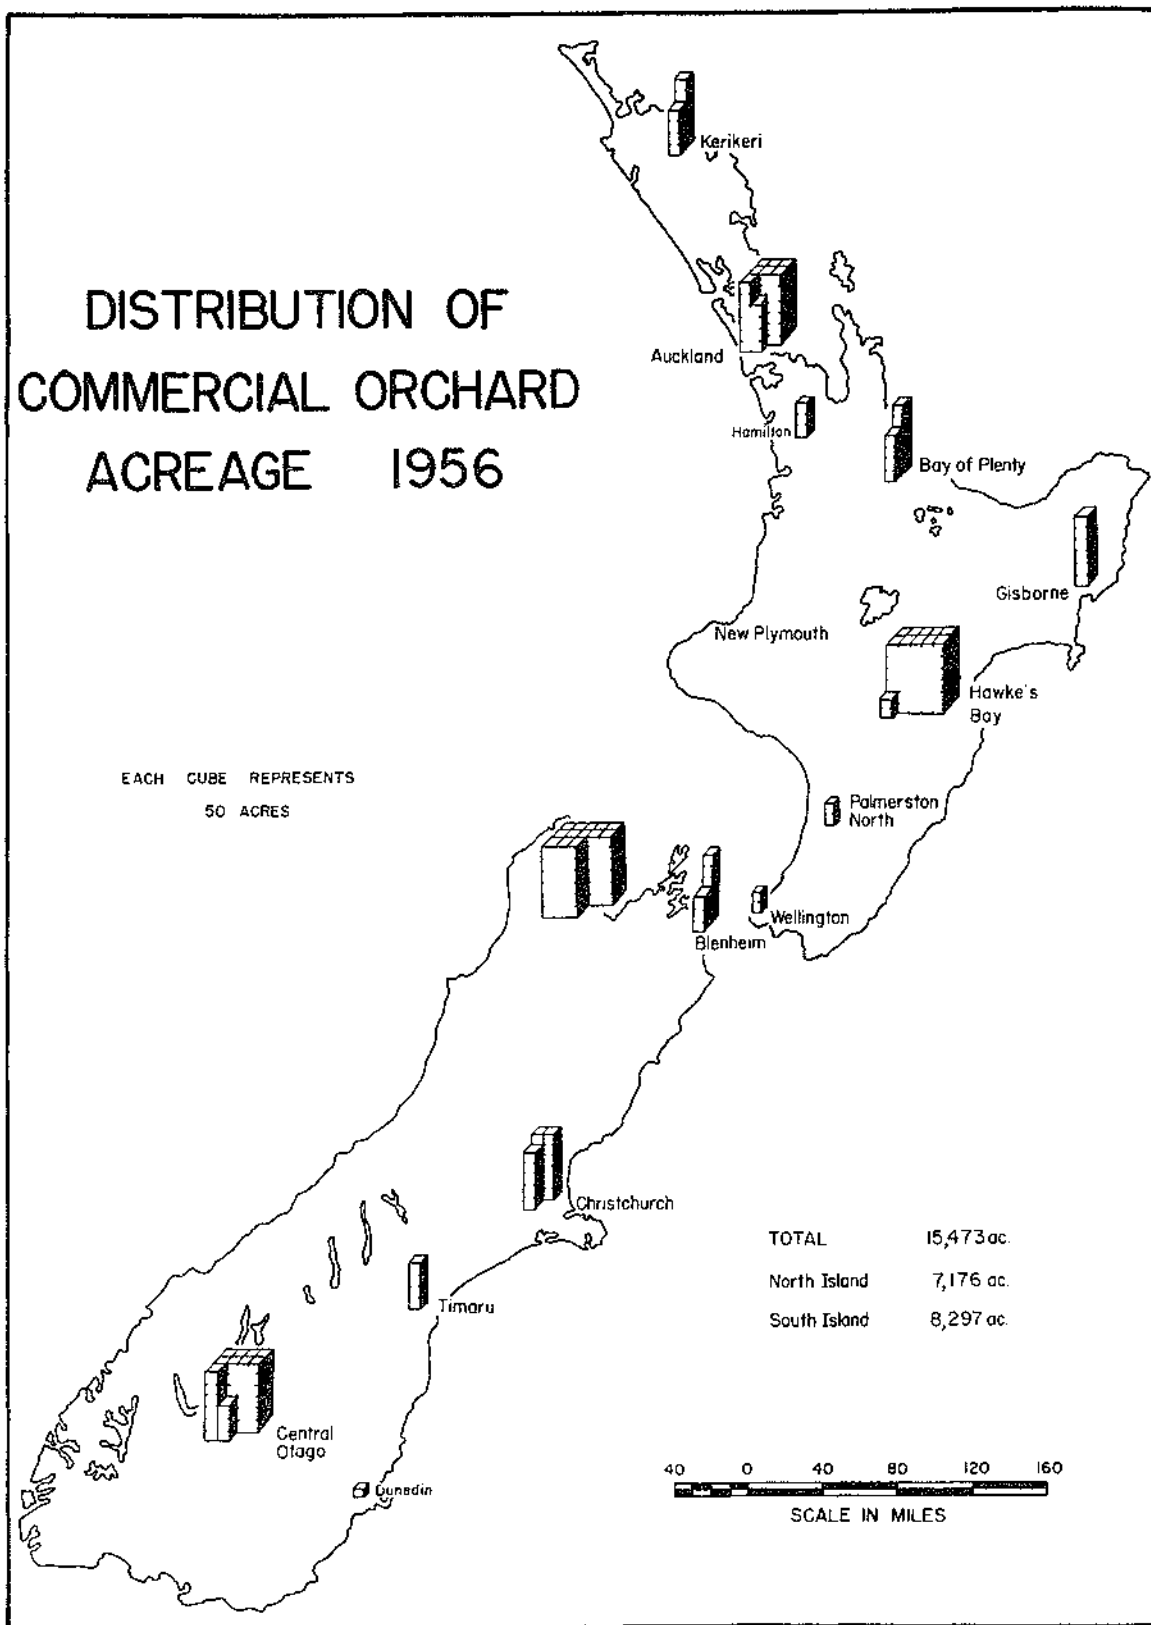 Kerikeri
DISTRIBUTION OF
COMMERCIAL ORCHARD
ACREAGE 1956
Auckland
Hamilton
Bay of Plenty
Gisborne
New Plymouth
Hawke's
Bay
EACH CUBE REPRESENTS
50 ACRES
Palmerston
North
Wellington
Blenheim
Christchurch
TOTAL 15,473 ac.
North Island 7,176 ac.
South Island 8,297 ac.
Timaru
Central
Otago
Dunedin
40 0 40 80 120 160
SCALE IN MILES